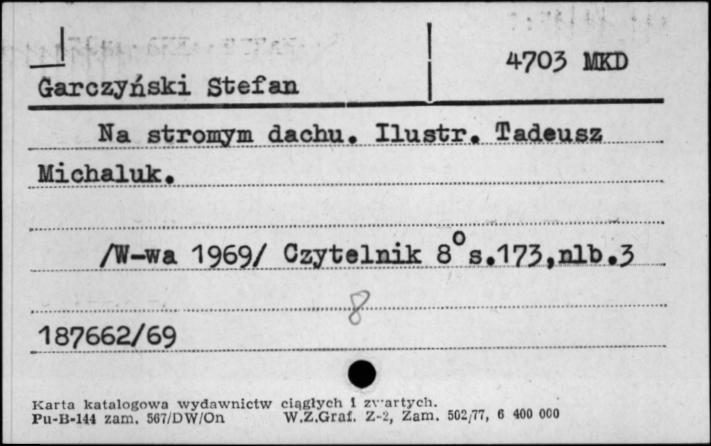 4703 MKD
Garczyński Stefan
Na stromym dachu. Ilustr. Tadeusz
Michaluk.
/W-wa 1969/ Czytelnik 8° s.173,nlb.3
8
187662/69
Karta katalogowa wydawnictw ciągłych i zwartych.
Pu-B-144 zam. 567/DW/On W.Z.Graf. Z-2, Zam. 502/77, 6 400 000